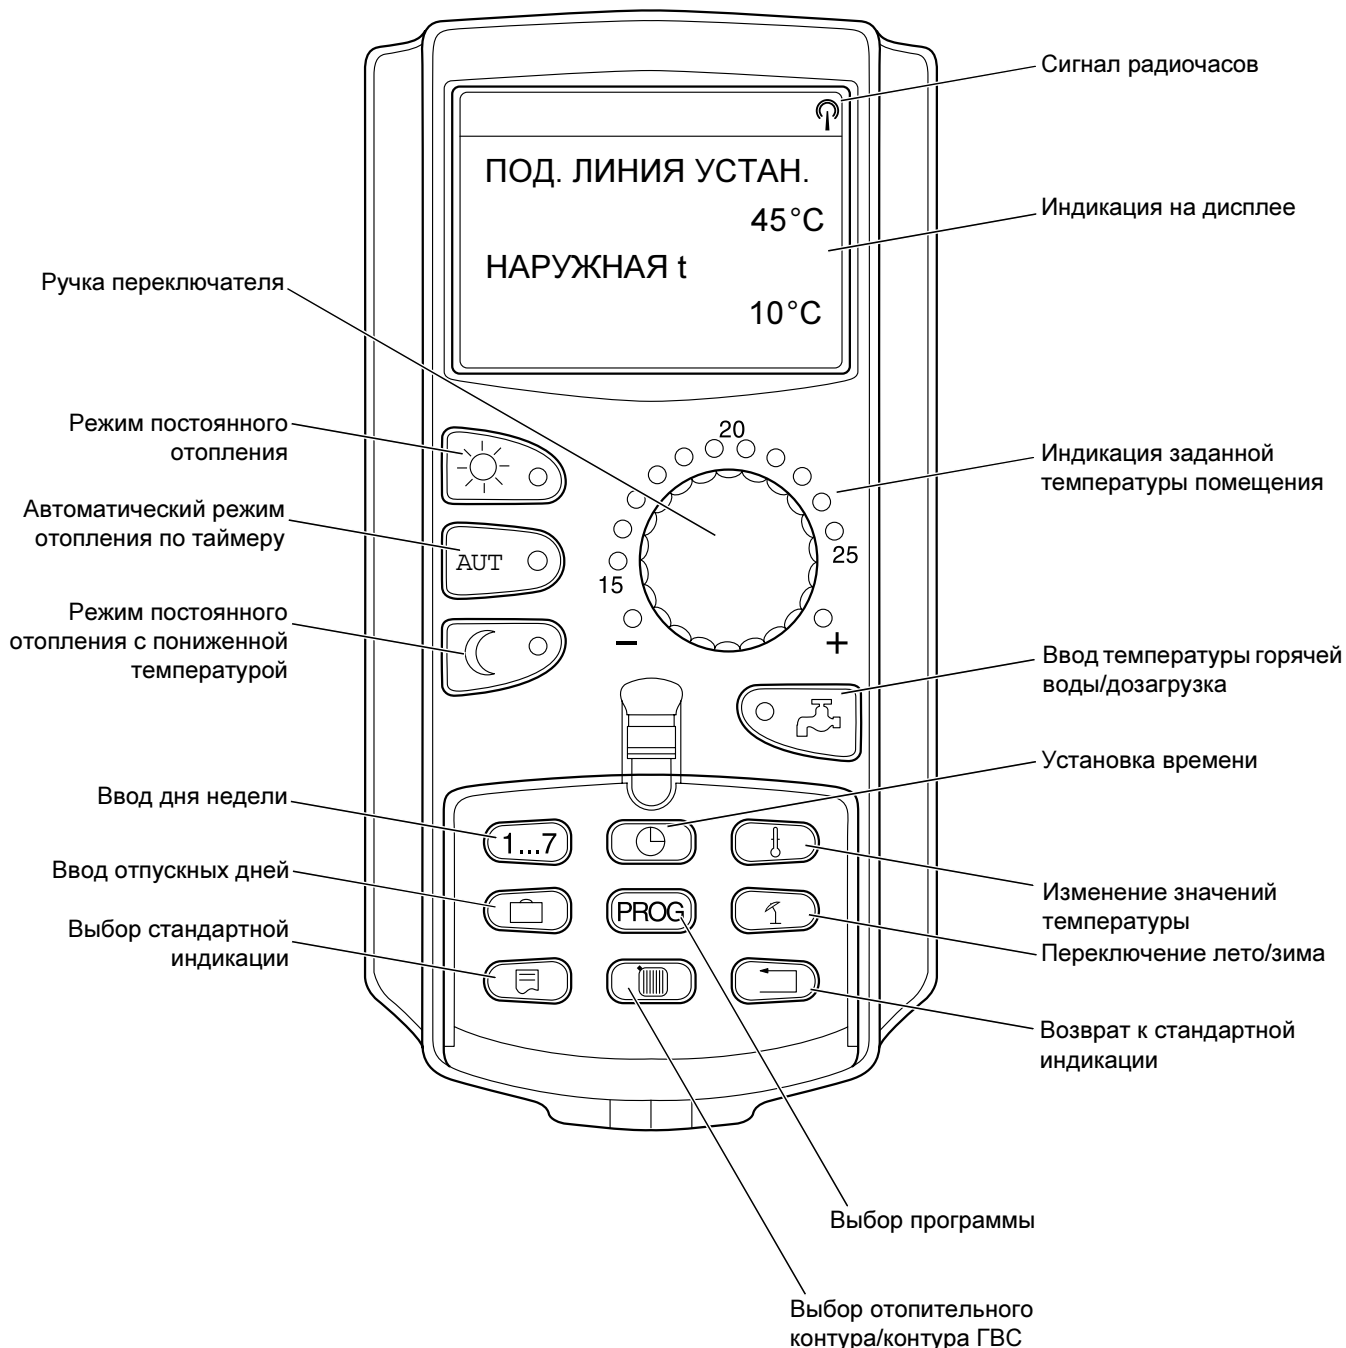 Сигнал радиочасов
ПОД. ЛИНИЯ УСТАН.
45°C
Индикация на дисплее
НАРУЖНАЯ t
10°C
Ручка переключателя
Режим постоянного
отопления
20
Индикация заданной
температуры помещения
Автоматический режим
отопления по таймеру
AUT
25
15
Режим постоянного
отопления с пониженной
температурой
– +
Ввод температуры горячей
воды/дозагрузка
Установка времени
Ввод дня недели
1...7
Ввод отпускных дней
PROG
Изменение значений
температуры
Выбор стандартной
индикации
Переключение лето/зима
Возврат к стандартной
индикации
Выбор программы
Выбор отопительного
контура/контура ГВС